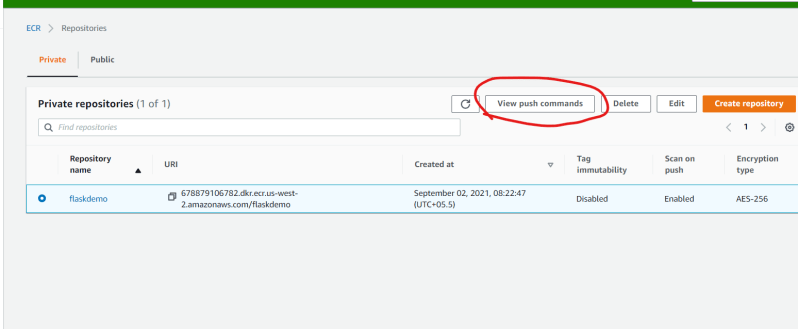 ECR > Repositories
Private Public
Private repositories (1 of 1) View push commands Delete Edit Create repository
Find repositories < 1 >
Repository name URI Created at Tag immutability Scan on push Encryption type
flaskdemo 678879106782.dkr.ecr.us-west-2.amazonaws.com/flaskdemo September 02, 2021, 08:22:47 (UTC+05.5) Disabled Enabled AES-256